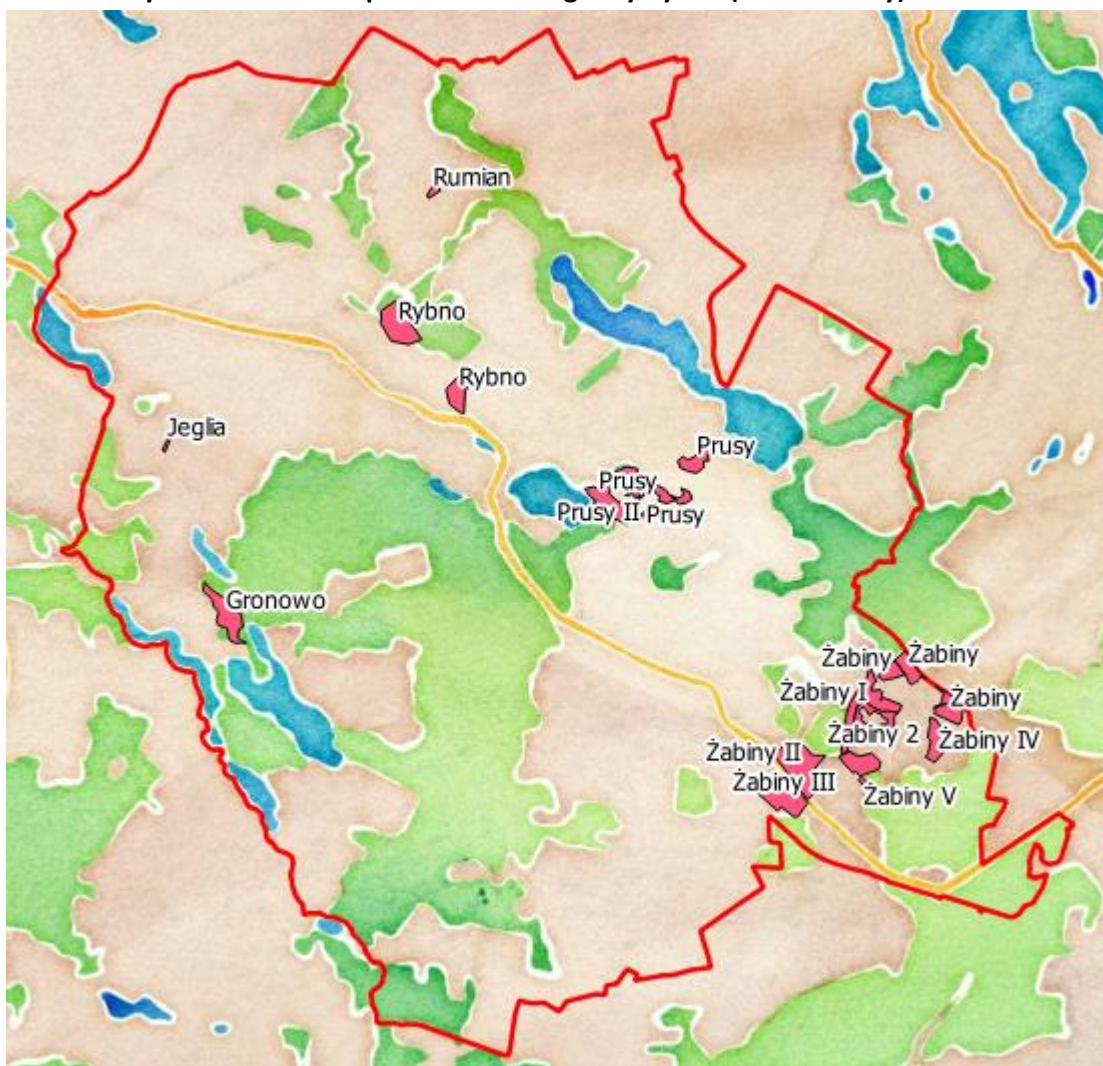 Rumian
Rybno
Rybno
Jeglia
Prusy
Prusy
Prusy II
Prusy
Gronowo
Żabiny
Żabiny
Żabiny I
Żabiny
Żabiny 2
Żabiny IV
Żabiny II
Żabiny III
Żabiny V